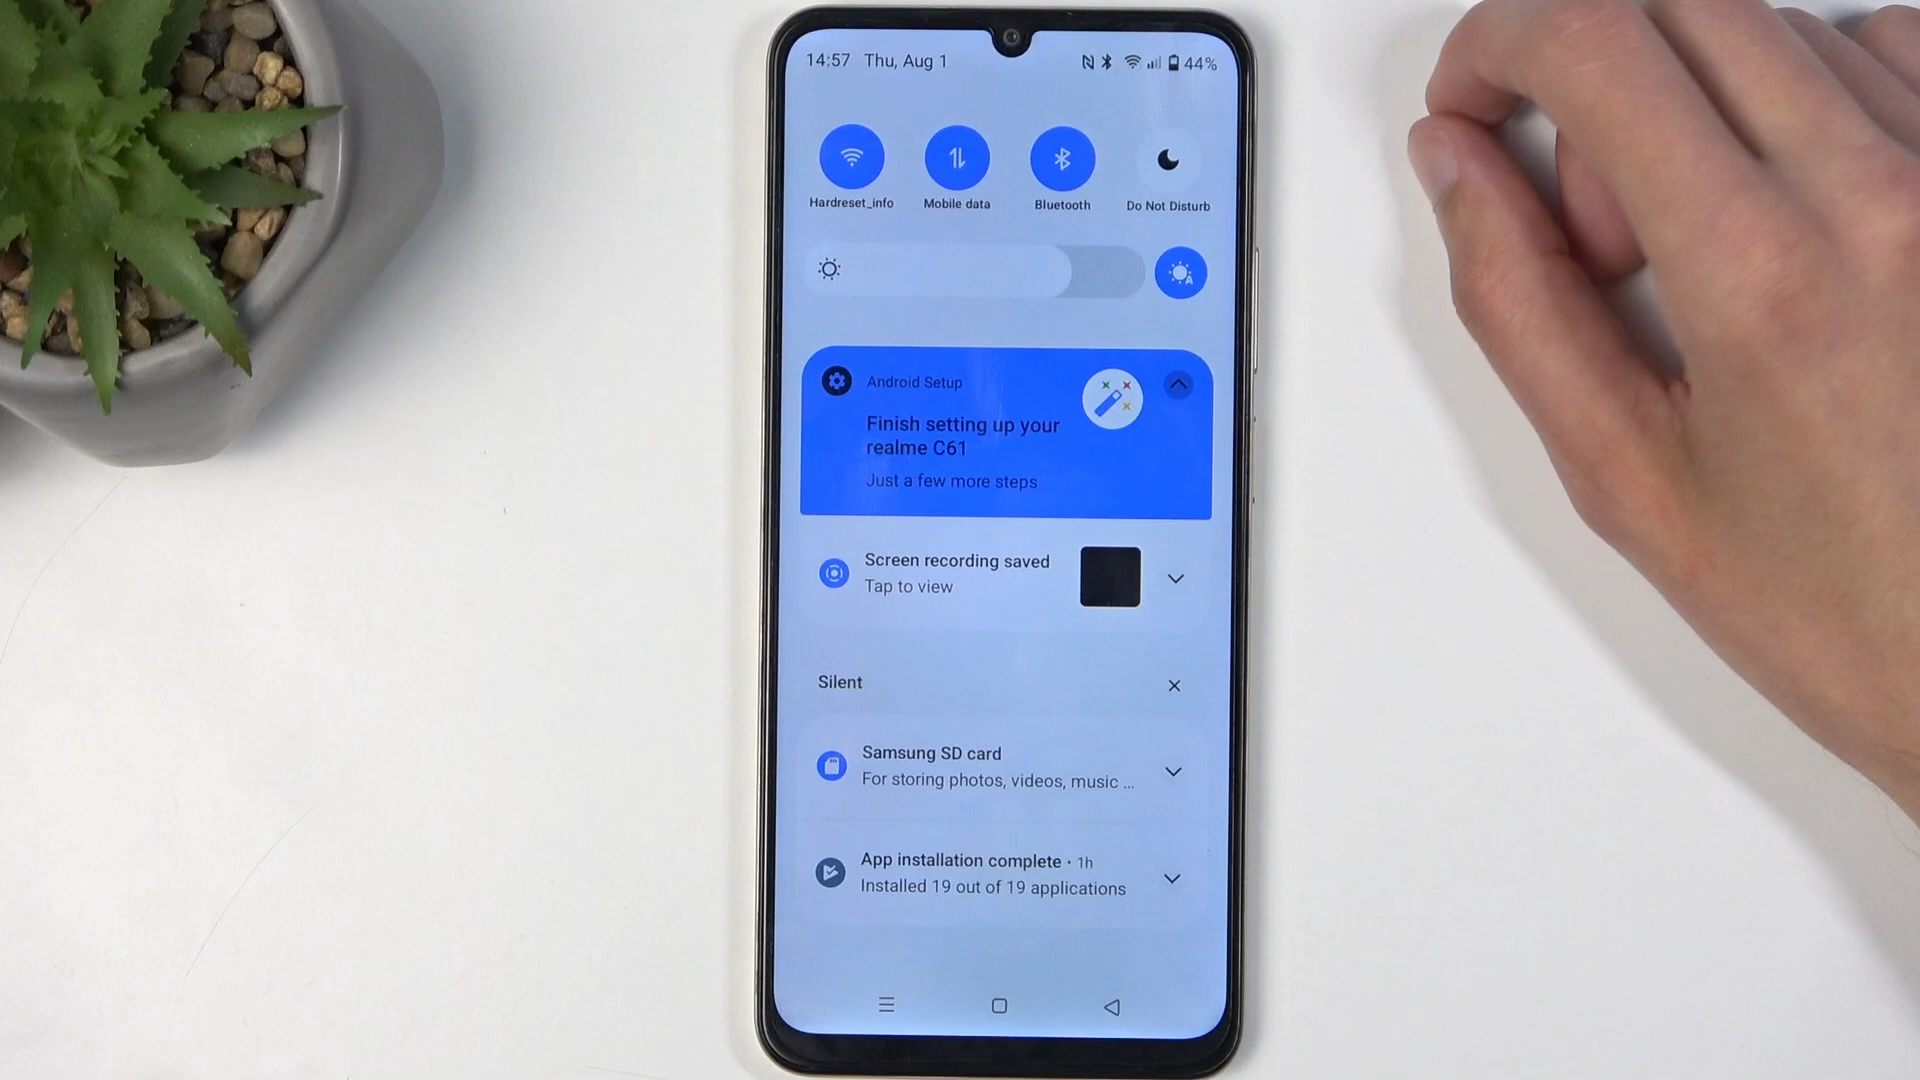 14:57 Thu, Aug 1 44%
Hardreset_info Mobile data Bluetooth Do Not Disturb
Android Setup
Finish setting up your
realme C61
Just a few more steps
Screen recording saved
Tap to view
Silent
Samsung SD card
For storing photos, videos, music ...
App installation complete • 1h
Installed 19 out of 19 applications